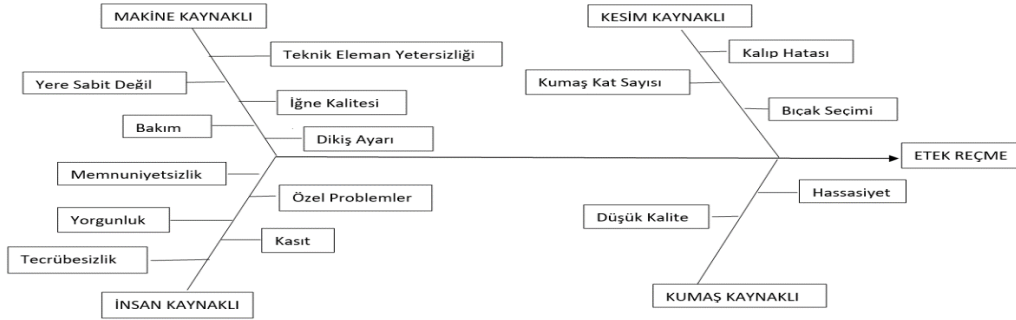 MAKİNE KAYNAKLI
KESİM KAYNAKLI
Teknik Eleman Yetersizliği
Kalıp Hatası
Yere Sabit Değil
Kumaş Kat Sayısı
İğne Kalitesi
Bıçak Seçimi
Bakım
Dikiş Ayarı
ETEK REÇME
Memnuniyetsizlik
Özel Problemler
Hassasiyet
Yorgunluk
Düşük Kalite
Kasıt
Tecrübesizlik
İNSAN KAYNAKLI
KUMAŞ KAYNAKLI